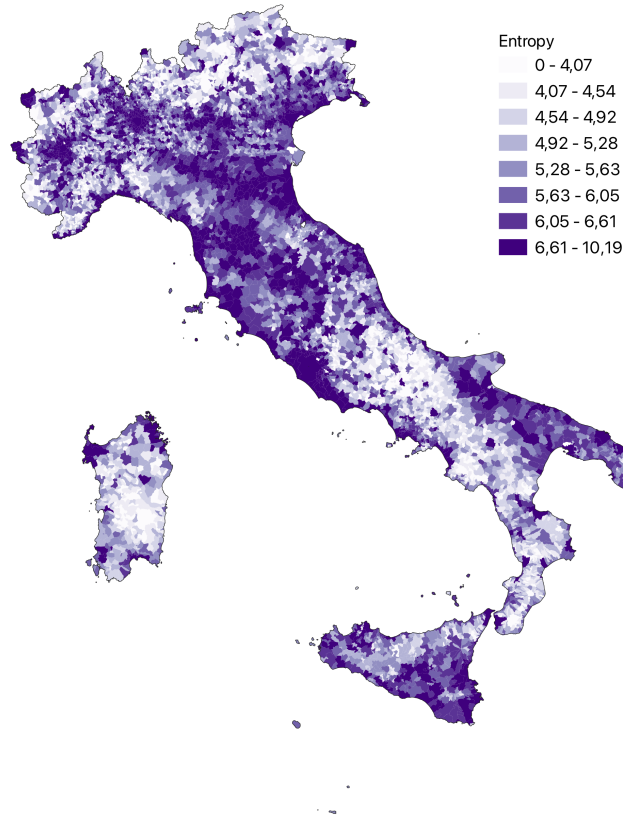 Entropy
0 - 4,07
4,07 - 4,54
4,54 - 4,92
4,92 - 5,28
5,28 - 5,63
5,63 - 6,05
6,05 - 6,61
6,61 - 10,19